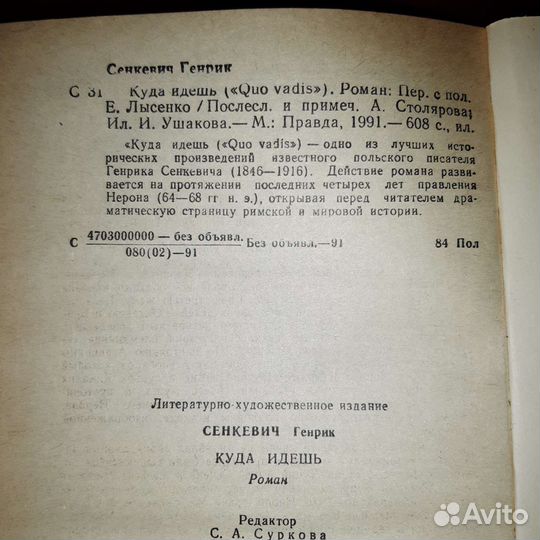 Сенкевич Генрик
С 31 Куда идешь («Quo vadis»). Роман: Пер. с пол.
Е. Лысенко / Послесл. и примеч. А. Столярова;
Ил. И. Ушакова.— М.: Правда, 1991.— 608 с., ил.
«Куда идешь («Quo vadis») — одно из лучших исто-
рических произведений известного польского писателя
Генрика Сенкевича (1846—1916). Действие романа разви-
вается на протяжении последних четырех лет правления
Нерона (64—68 гг н. э.), открывая перед читателем дра-
матическую страницу римской и мировой истории.
С 4703000000 — без объявл. Без объявл.—91 84 Пол
080(02)—91
Литературно-художественное издание
СЕНКЕВИЧ Генрик
КУДА ИДЕШЬ
Роман
Редактор
С. А. Суркова
Avito